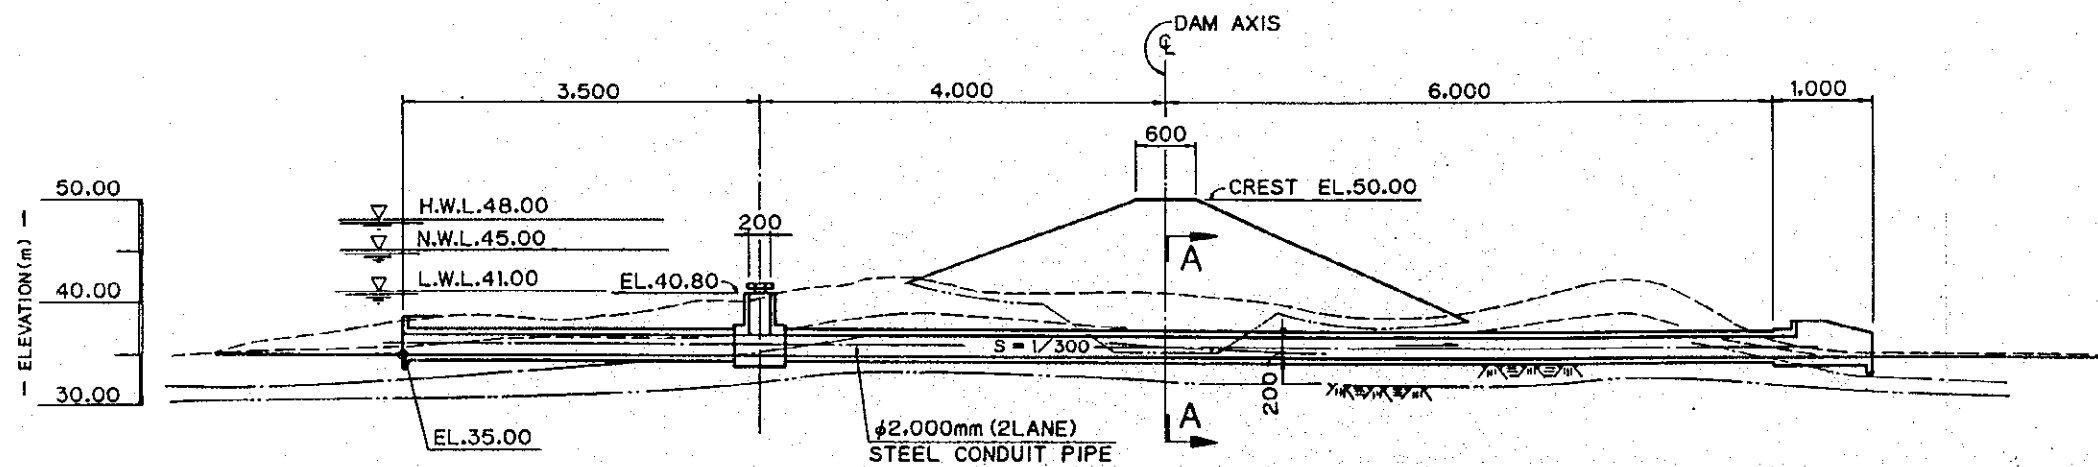 DAM AXIS
℄
3.500
4.000
6.000
1.000
600
50.00
CREST EL.50.00
H.W.L.48.00
200
N.W.L.45.00
A
L.W.L.41.00
EL.40.80
40.00
— ELEVATION(m) —
S = 1/300
30.00
200
A
EL.35.00
φ2,000mm (2LANE)
STEEL CONDUIT PIPE